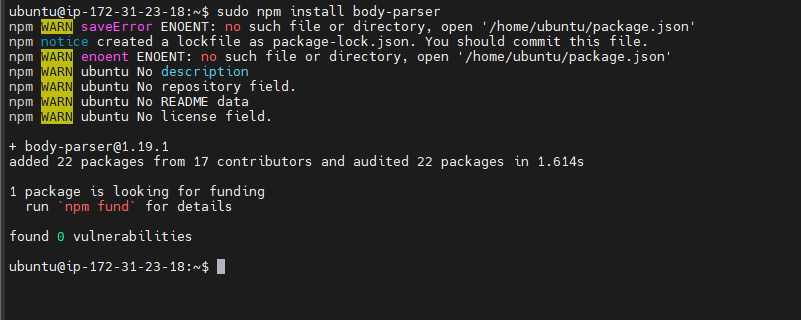 ubuntu@ip-172-31-23-18:~$ sudo npm install body-parser
npm WARN saveError ENOENT: no such file or directory, open '/home/ubuntu/package.json'
npm notice created a lockfile as package-lock.json. You should commit this file.
npm WARN enoent ENOENT: no such file or directory, open '/home/ubuntu/package.json'
npm WARN ubuntu No description
npm WARN ubuntu No repository field.
npm WARN ubuntu No README data
npm WARN ubuntu No license field.
+ body-parser@1.19.1
added 22 packages from 17 contributors and audited 22 packages in 1.614s
1 package is looking for funding
  run `npm fund` for details
found 0 vulnerabilities
ubuntu@ip-172-31-23-18:~$